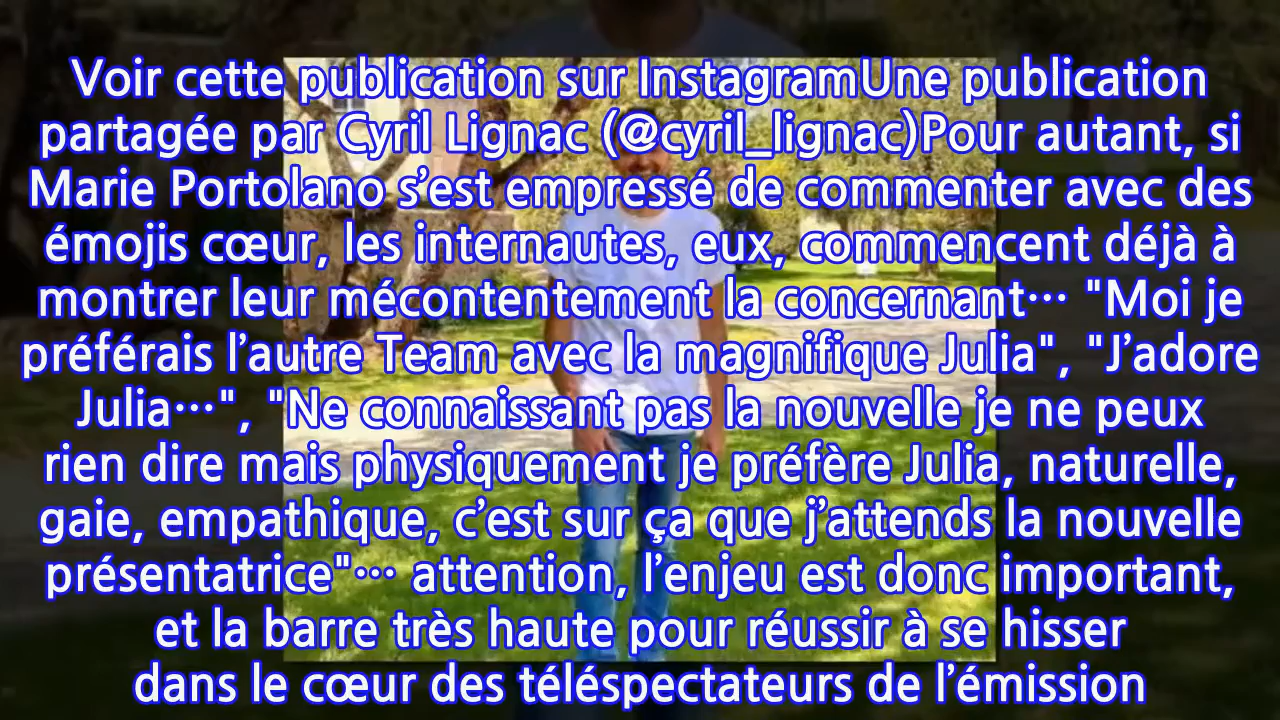 Voir cette publication sur InstagramUne publication
partagée par Cyril Lignac (@cyril_lignac)Pour autant, si
Marie Portolano s’est empressé de commenter avec des
émojis cœur, les internautes, eux, commencent déjà à
montrer leur mécontentement la concernant… "Moi je
préférais l’autre Team avec la magnifique Julia", "J’adore
Julia…", "Ne connaissant pas la nouvelle je ne peux
rien dire mais physiquement je préfère Julia, naturelle,
gaie, empathique, c’est sur ça que j’attends la nouvelle
présentatrice"… attention, l’enjeu est donc important,
et la barre très haute pour réussir à se hisser
dans le cœur des téléspectateurs de l’émission